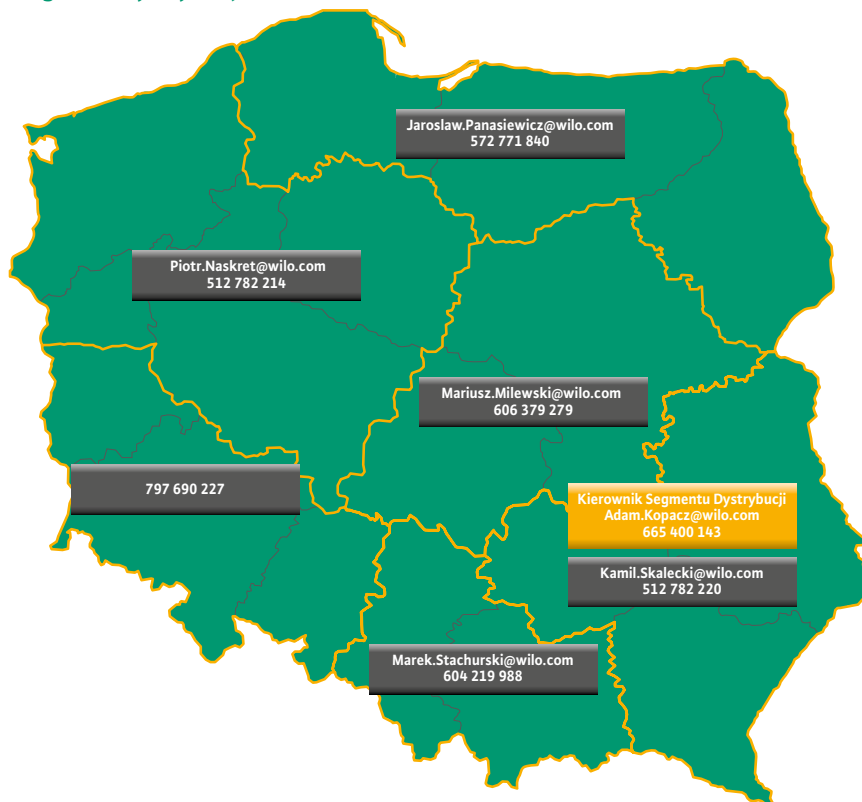 Jaroslaw.Panasiewicz@wilo.com
572 771 840
Piotr.Naskret@wilo.com
512 782 214
Mariusz.Milewski@wilo.com
606 379 279
797 690 227
Kierownik Segmentu Dystrybucji
Adam.Kopacz@wilo.com
665 400 143
Kamil.Skalecki@wilo.com
512 782 220
Marek.Stachurski@wilo.com
604 219 988